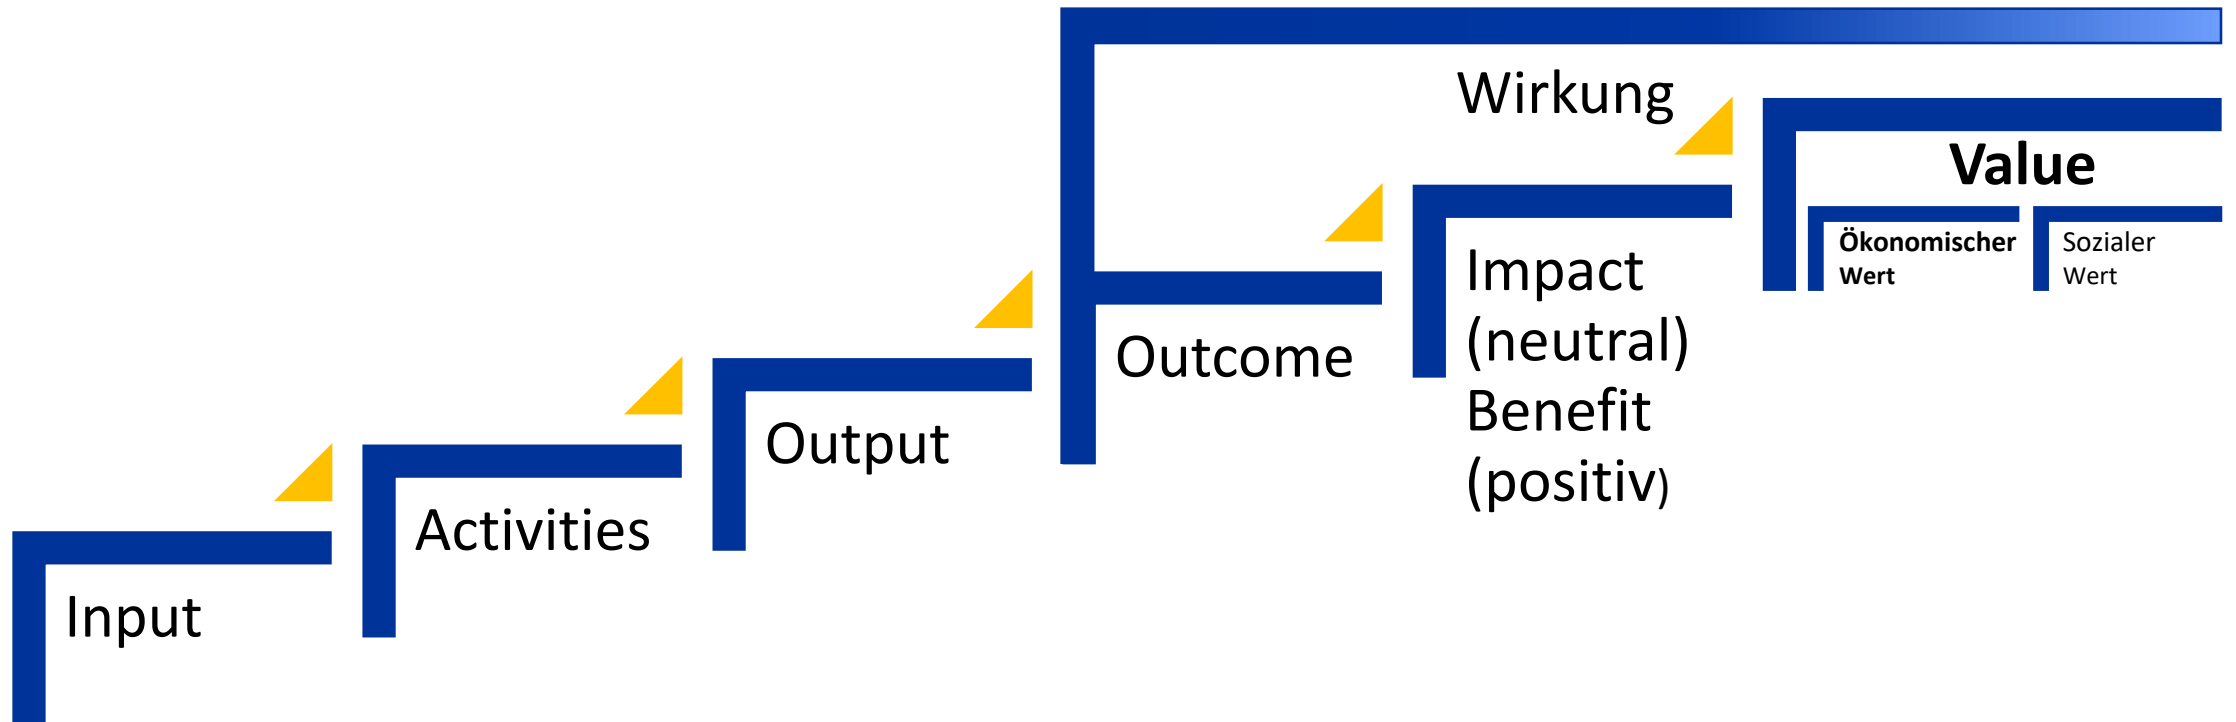 Input
Activities
Output
Outcome
Wirkung
Impact
(neutral)
Benefit
(positiv)
Value
Ökonomischer
Wert
Sozialer
Wert